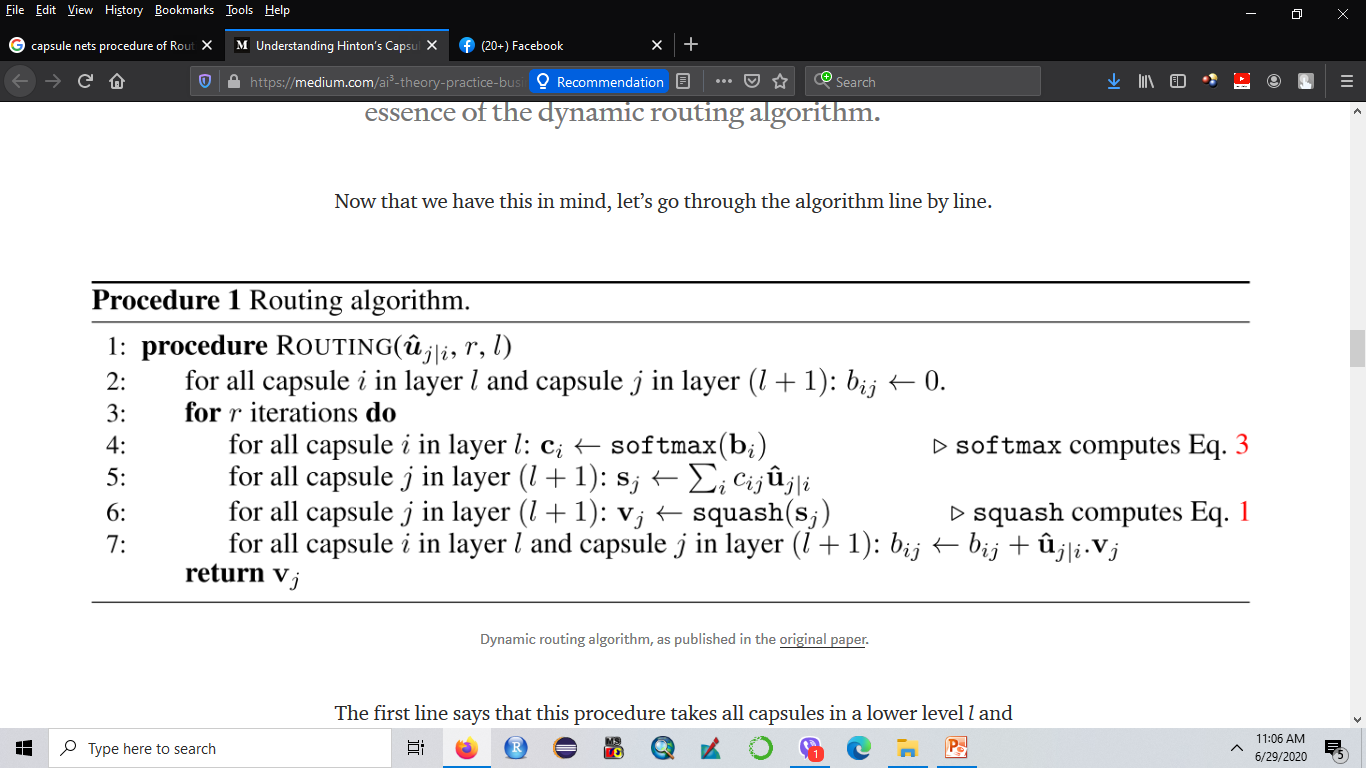 File Edit View History Bookmarks Tools Help
capsule nets procedure of Rout
M Understanding Hinton's Capsul
(20+) Facebook
https://medium.com/ai³-theory-practice-busi
Recommendation
Search
essence of the dynamic routing algorithm.
Now that we have this in mind, let's go through the algorithm line by line.
Procedure 1 Routing algorithm.
1: procedure ROUTING(û_{j|i}, r, l)
2: for all capsule i in layer l and capsule j in layer (l + 1): b_{ij} ← 0.
3: for r iterations do
4: for all capsule i in layer l: c_i ← softmax(b_i) ▷ softmax computes Eq. 3
5: for all capsule j in layer (l + 1): s_j ← ∑_i c_{ij}û_{j|i}
6: for all capsule j in layer (l + 1): v_j ← squash(s_j) ▷ squash computes Eq. 1
7: for all capsule i in layer l and capsule j in layer (l + 1): b_{ij} ← b_{ij} + û_{j|i}.v_j
return v_j
Dynamic routing algorithm, as published in the original paper.
The first line says that this procedure takes all capsules in a lower level l and
Type here to search
R
1
11:06 AM
6/29/2020
5